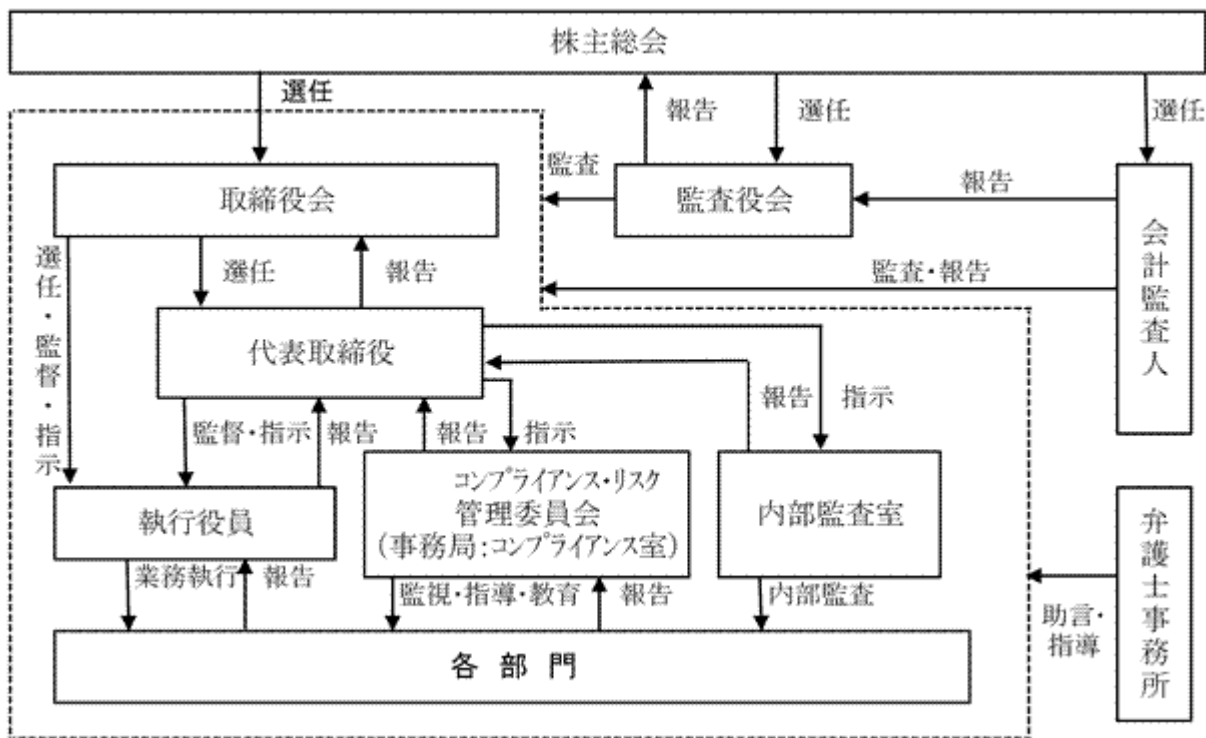 株主総会
選任
報告
選任
選任
取締役会
監査
監査役会
報告
会計監査人
選任・監督・指示
選任
報告
監査・報告
代表取締役
監督・指示
報告
報告
指示
報告
指示
執行役員
コンプライアンス・リスク
管理委員会
(事務局:コンプライアンス室)
内部監査室
弁護士事務所
業務執行
報告
監視・指導・教育
報告
内部監査
助言・
指導
各部門